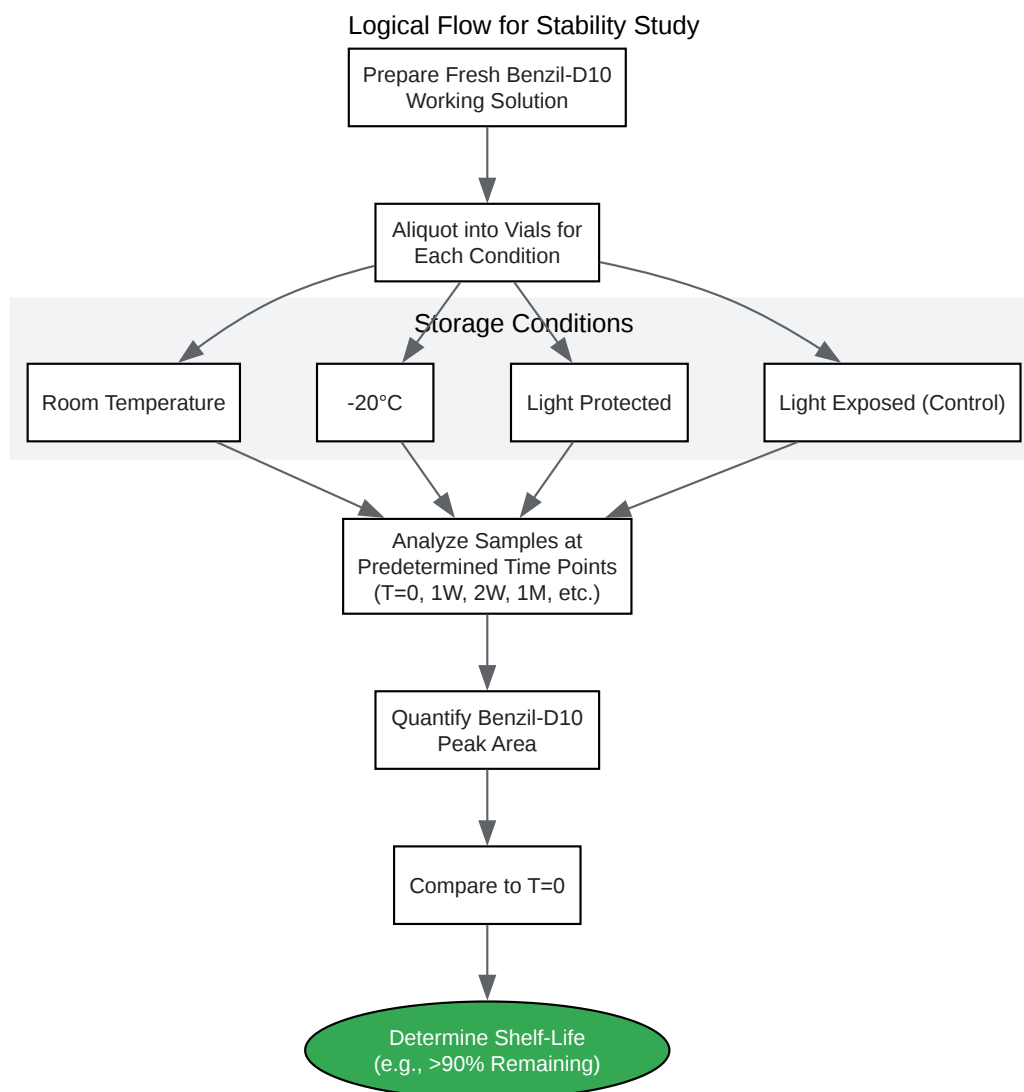 Logical Flow for Stability Study
Prepare Fresh Benzil-D10
Working Solution
Aliquot into Vials for
Each Condition
Storage Conditions
Room Temperature
-20°C
Light Protected
Light Exposed (Control)
Analyze Samples at
Predetermined Time Points
(T=0, 1W, 2W, 1M, etc.)
Quantify Benzil-D10
Peak Area
Compare to T=0
Determine Shelf-Life
(e.g., >90% Remaining)